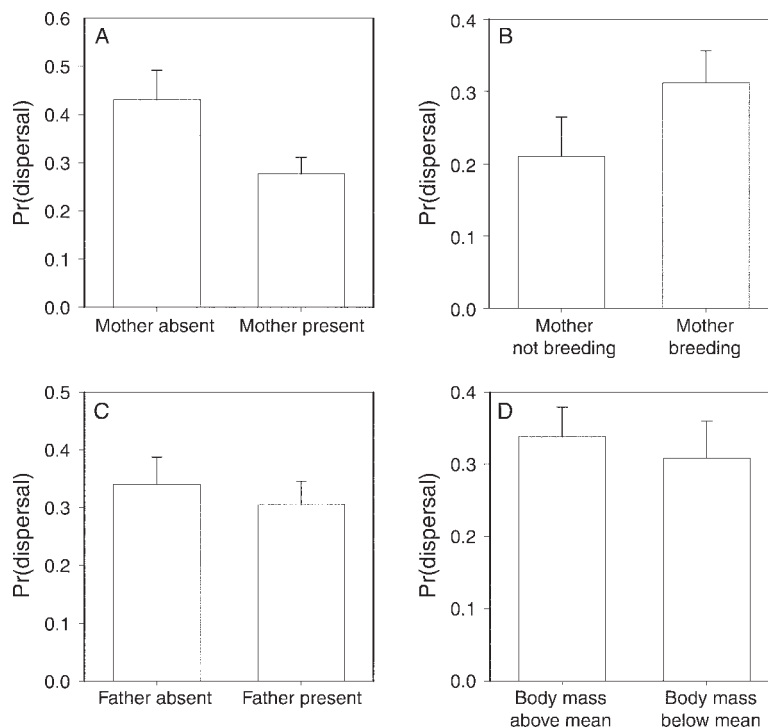 A
Pr(dispersal)
0.6
0.5
0.4
0.3
0.2
0.1
0.0
Mother absent Mother present
B
Pr(dispersal)
0.4
0.3
0.2
0.1
0.0
Mother not breeding
Mother breeding
C
Pr(dispersal)
0.5
0.4
0.3
0.2
0.1
0.0
Father absent Father present
D
Pr(dispersal)
0.4
0.3
0.2
0.1
0.0
Body mass above mean
Body mass below mean